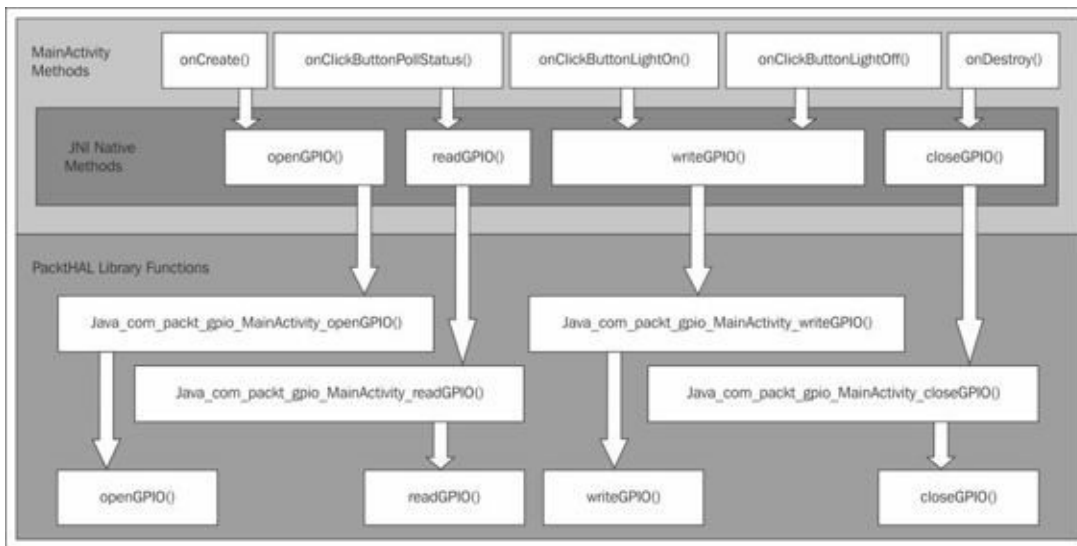 MainActivity
Methods
onCreate()
onClickButtonPollStatus()
onClickButtonLightOn()
onClickButtonLightOff()
onDestroy()
JNI Native
Methods
openGPIO()
readGPIO()
writeGPIO()
closeGPIO()
PacktHAL Library Functions
Java_com_packt_gpio_MainActivity_openGPIO()
Java_com_packt_gpio_MainActivity_writeGPIO()
Java_com_packt_gpio_MainActivity_readGPIO()
Java_com_packt_gpio_MainActivity_closeGPIO()
openGPIO()
readGPIO()
writeGPIO()
closeGPIO()